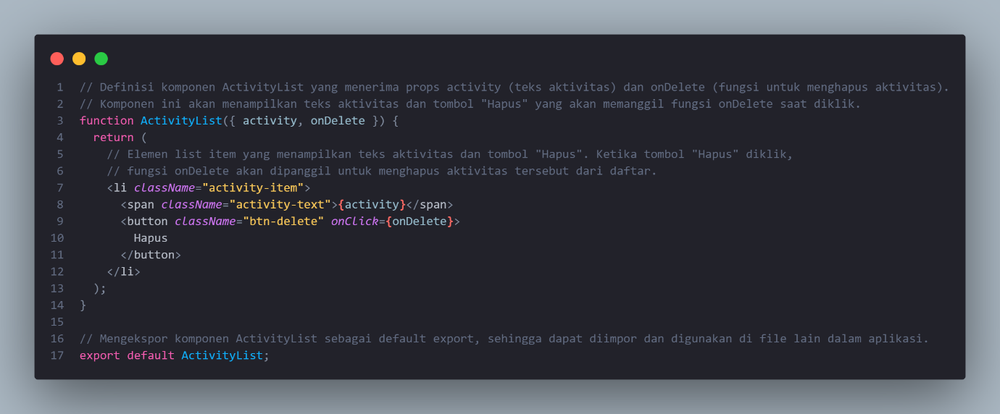 1 // Definisi komponen ActivityList yang menerima props activity (teks aktivitas) dan onDelete (fungsi untuk menghapus aktivitas).
2 // Komponen ini akan menampilkan teks aktivitas dan tombol "Hapus" yang akan memanggil fungsi onDelete saat diklik.
3 function ActivityList({ activity, onDelete }) {
4   return (
5     // Elemen list item yang menampilkan teks aktivitas dan tombol "Hapus". Ketika tombol "Hapus" diklik,
6     // fungsi onDelete akan dipanggil untuk menghapus aktivitas tersebut dari daftar.
7     <li className="activity-item">
8       <span className="activity-text">{activity}</span>
9       <button className="btn-delete" onClick={onDelete}>
10         Hapus
11       </button>
12     </li>
13   );
14 }
15
16 // Mengekspor komponen ActivityList sebagai default export, sehingga dapat diimpor dan digunakan di file lain dalam aplikasi.
17 export default ActivityList;